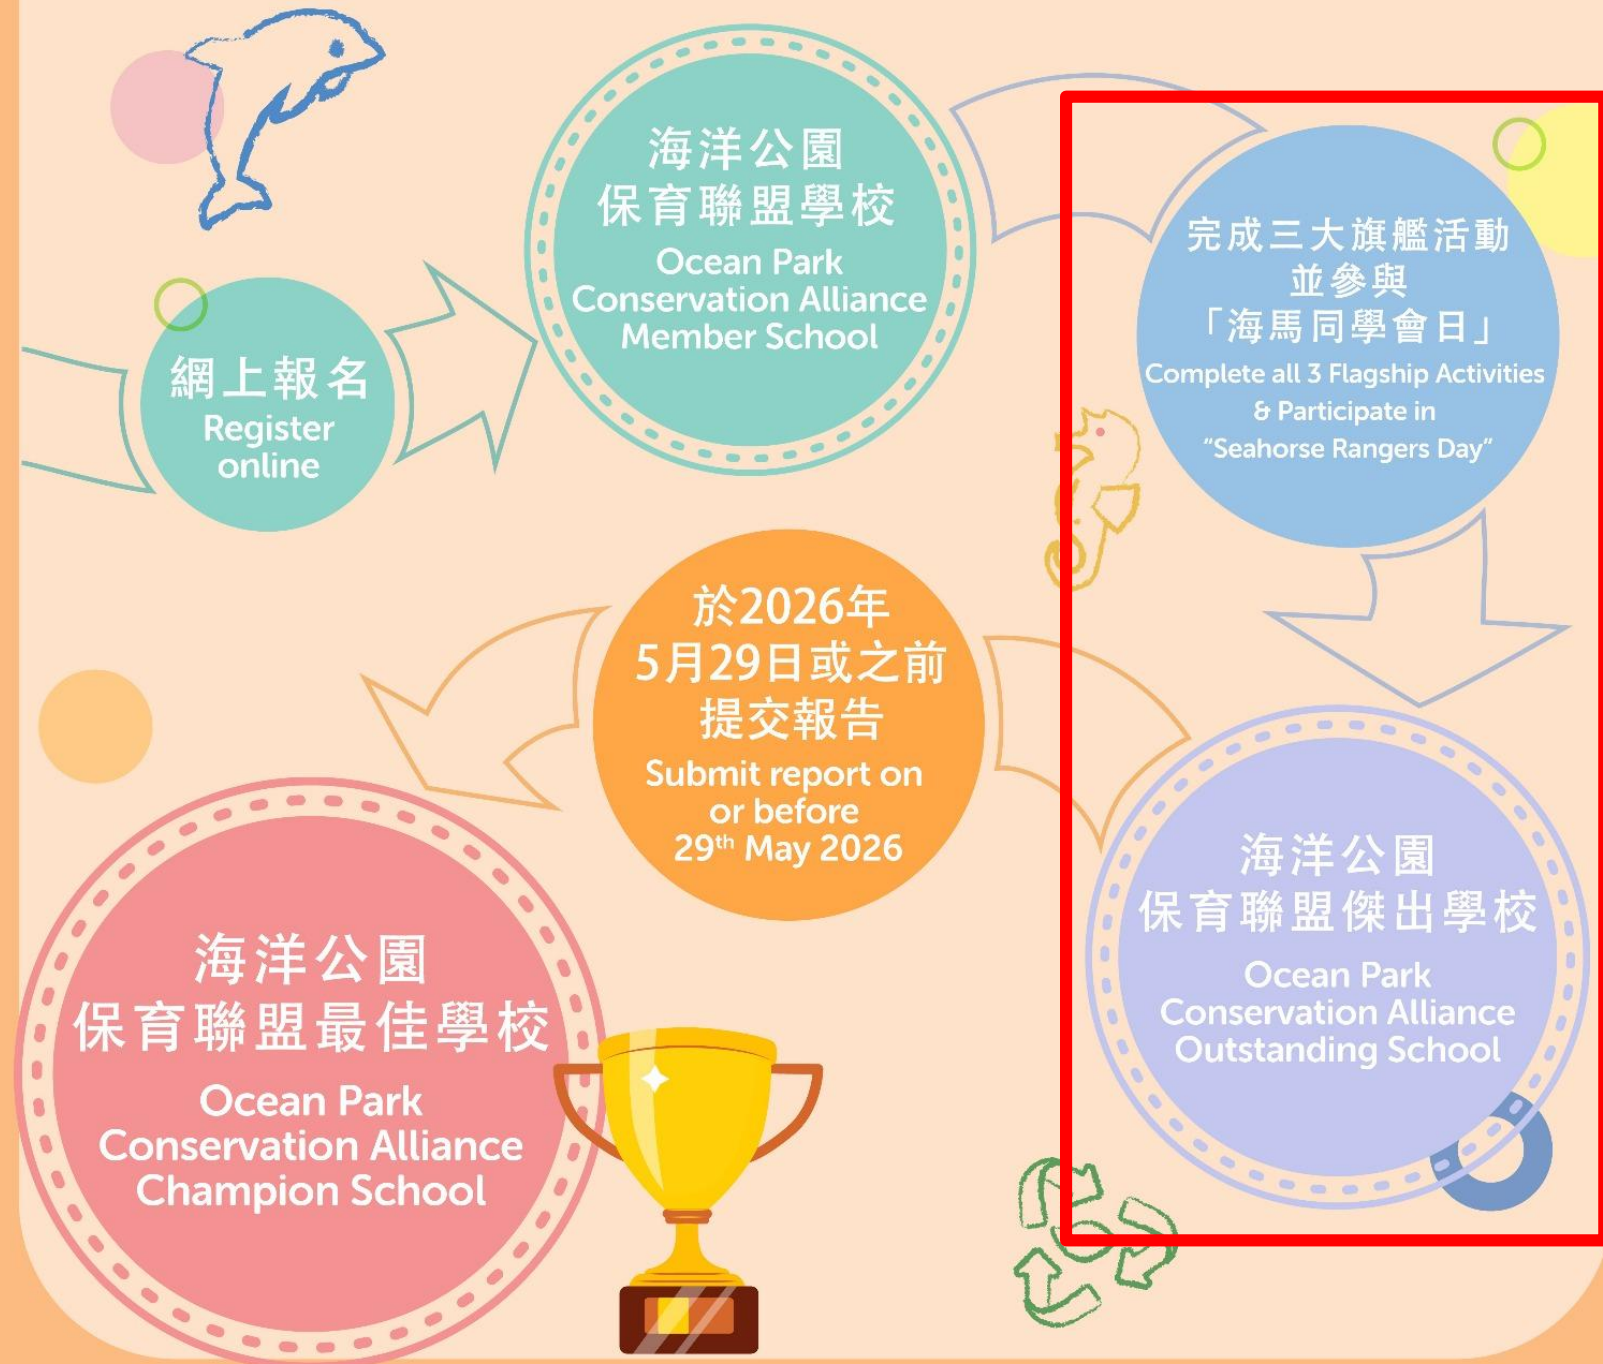 網上報名
Register
online
海洋公園
保育聯盟學校
Ocean Park
Conservation Alliance
Member School
完成三大旗艦活動
並參與
「海馬同學會日」
Complete all 3 Flagship Activities
& Participate in
“Seahorse Rangers Day”
海洋公園
保育聯盟傑出學校
Ocean Park
Conservation Alliance
Outstanding School
於2026年
5月29日或之前
提交報告
Submit report on
or before
29th May 2026
海洋公園
保育聯盟最佳學校
Ocean Park
Conservation Alliance
Champion School